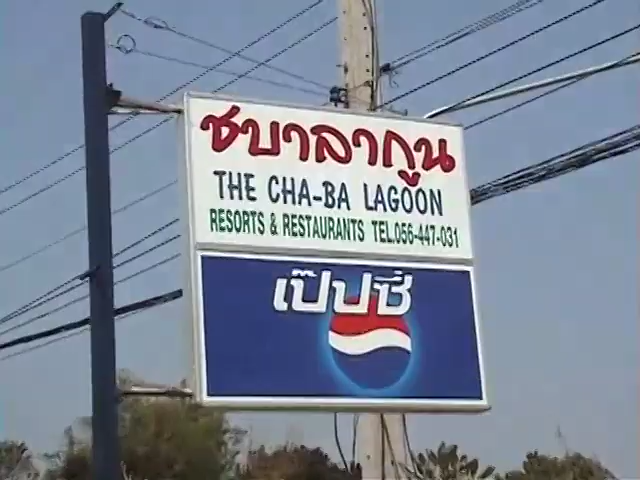 ชบาลากูน
THE CHA-BA LAGOON
RESORTS & RESTAURANTS TEL.056-447-031
เป๊ปซี่